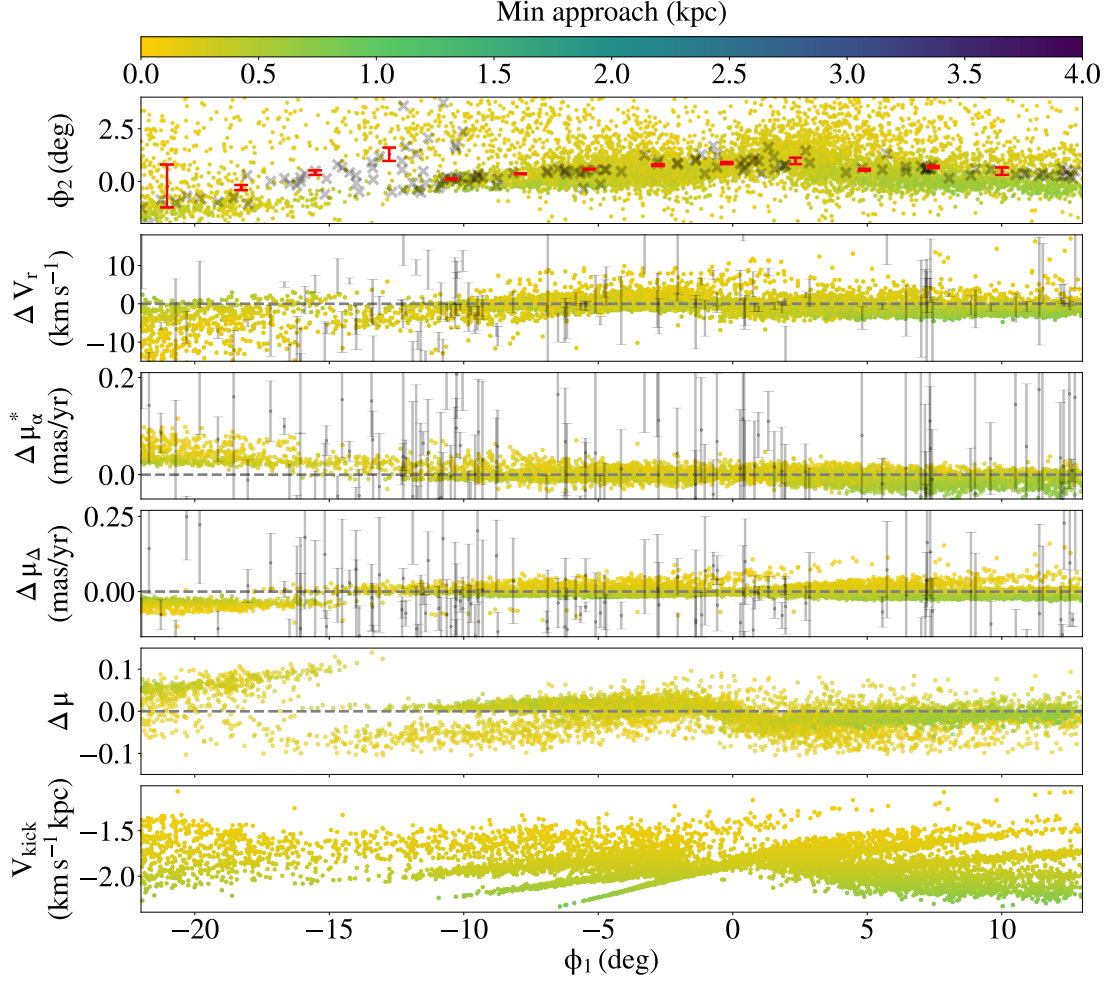 Min approach (kpc)
0.0 0.5 1.0 1.5 2.0 2.5 3.0 3.5 4.0
ϕ₂ (deg)
2.5
0.0
Δ Vᵣ
(km s⁻¹)
10
0
−10
Δ μ*α
(mas/yr)
0.2
0.0
Δ μΔ
(mas/yr)
0.25
0.00
Δ μ
0.1
0.0
−0.1
Vkick
(km s⁻¹ kpc)
−1.5
−2.0
−20 −15 −10 −5 0 5 10
ϕ₁ (deg)